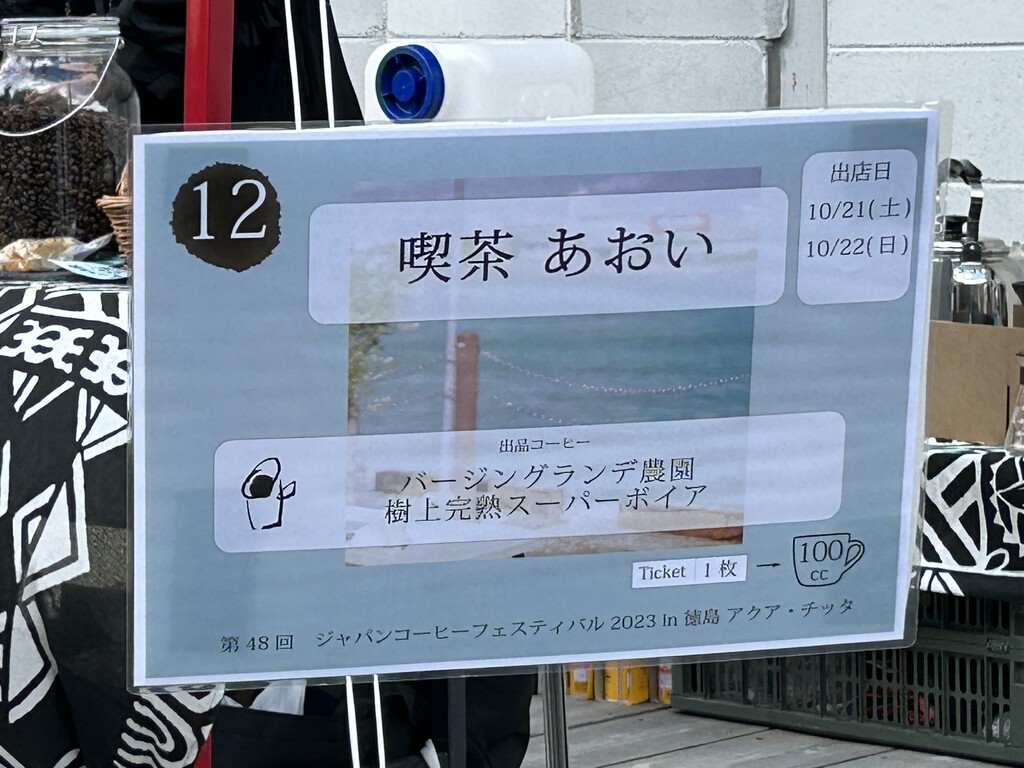 12
喫茶 あおい
出店日
10/21(土)
10/22(日)
出品コーヒー
バージングランデ農園
樹上完熟スーパーボイア
Ticket 1枚 →
100
cc
第48回 ジャパンコーヒーフェスティバル 2023 in 徳島 アクア・チッタ